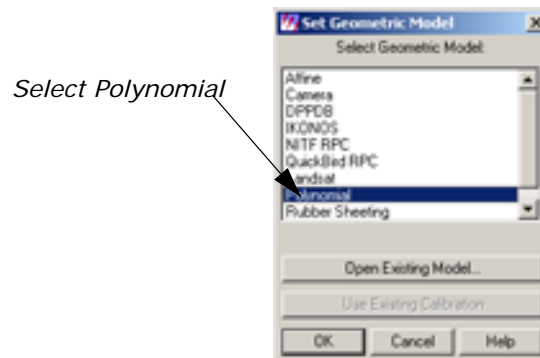 Set Geometric Model
Select Geometric Model:
Select Polynomial
Affine
Camera
DPPDB
IKONOS
NITF RPC
QuickBird RPC
Landsat
Polynomial
Rubber Sheeting
Open Existing Model...
Use Existing Calibration
OK
Cancel
Help